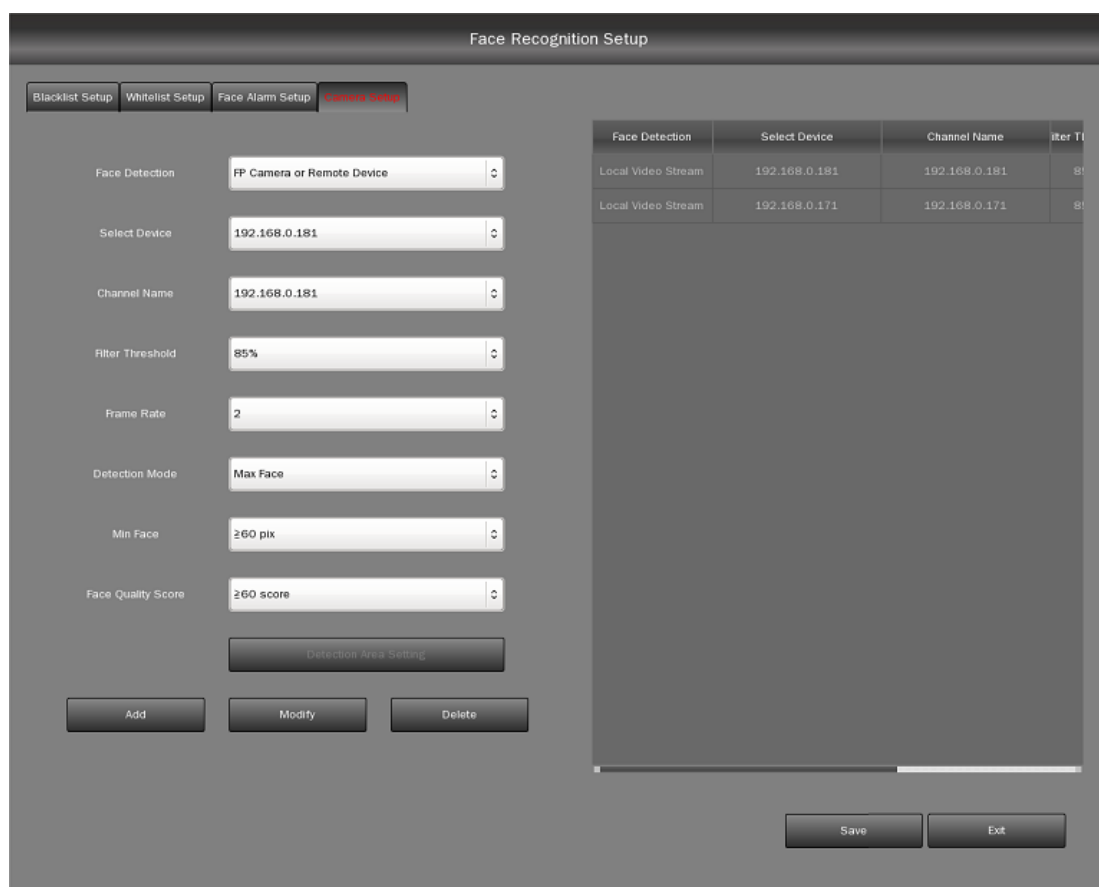 Face Recognition Setup
Blacklist Setup Whitelist Setup Face Alarm Setup Camera Setup
Face Detection FP Camera or Remote Device
Select Device 192.168.0.181
Channel Name 192.168.0.181
Filter Threshold 85%
Frame Rate 2
Detection Mode Max Face
Min Face ≥60 pix
Face Quality Score ≥60 score
Detection Area Setting
Add Modify Delete
Face Detection Select Device Channel Name
Local Video Stream 192.168.0.181 192.168.0.181
Local Video Stream 192.168.0.171 192.168.0.171
Save Exit